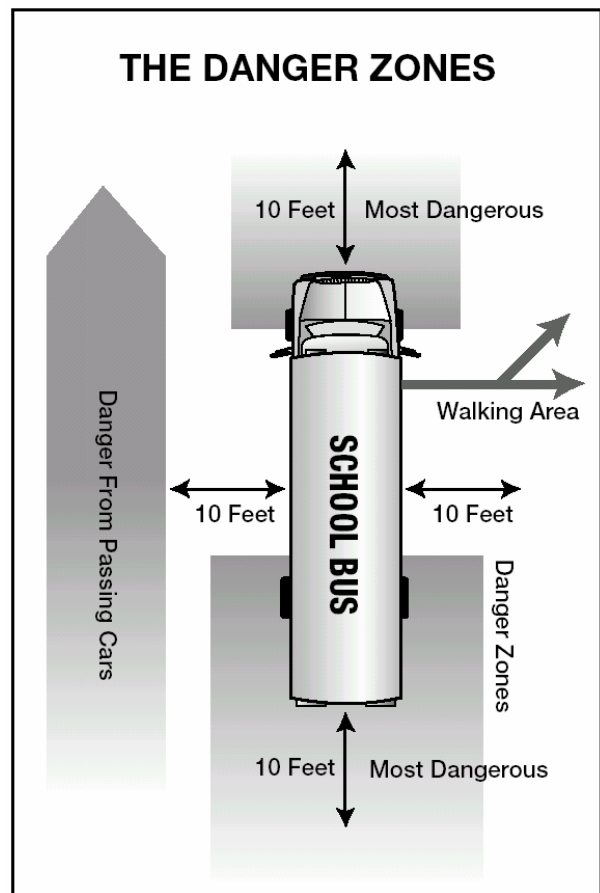 THE DANGER ZONES
10 Feet
Most Dangerous
Walking Area
Danger From Passing Cars
SCHOOL BUS
10 Feet
10 Feet
Danger Zones
10 Feet
Most Dangerous